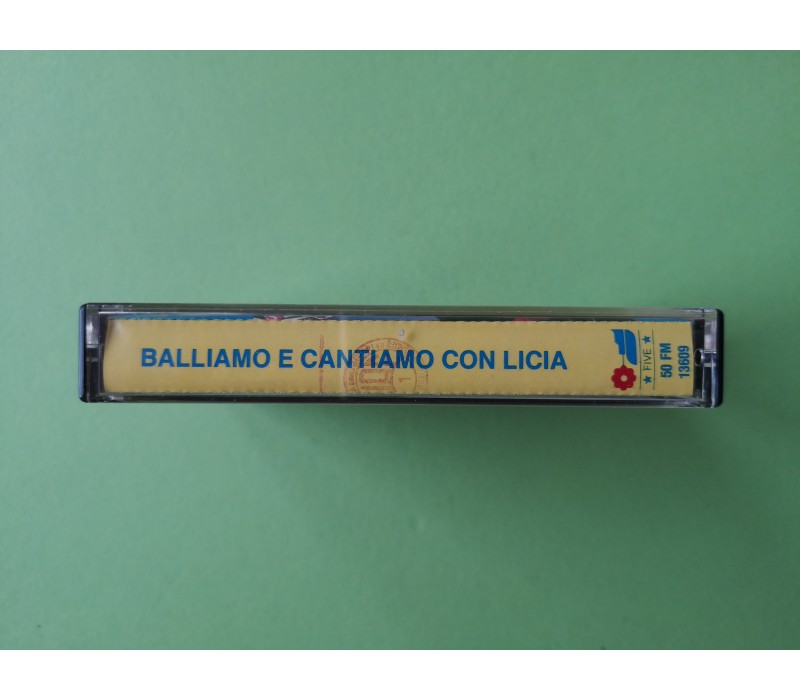 BALLIAMO E CANTIAMO CON LICIA
★ FIVE ★
50 FM
13609